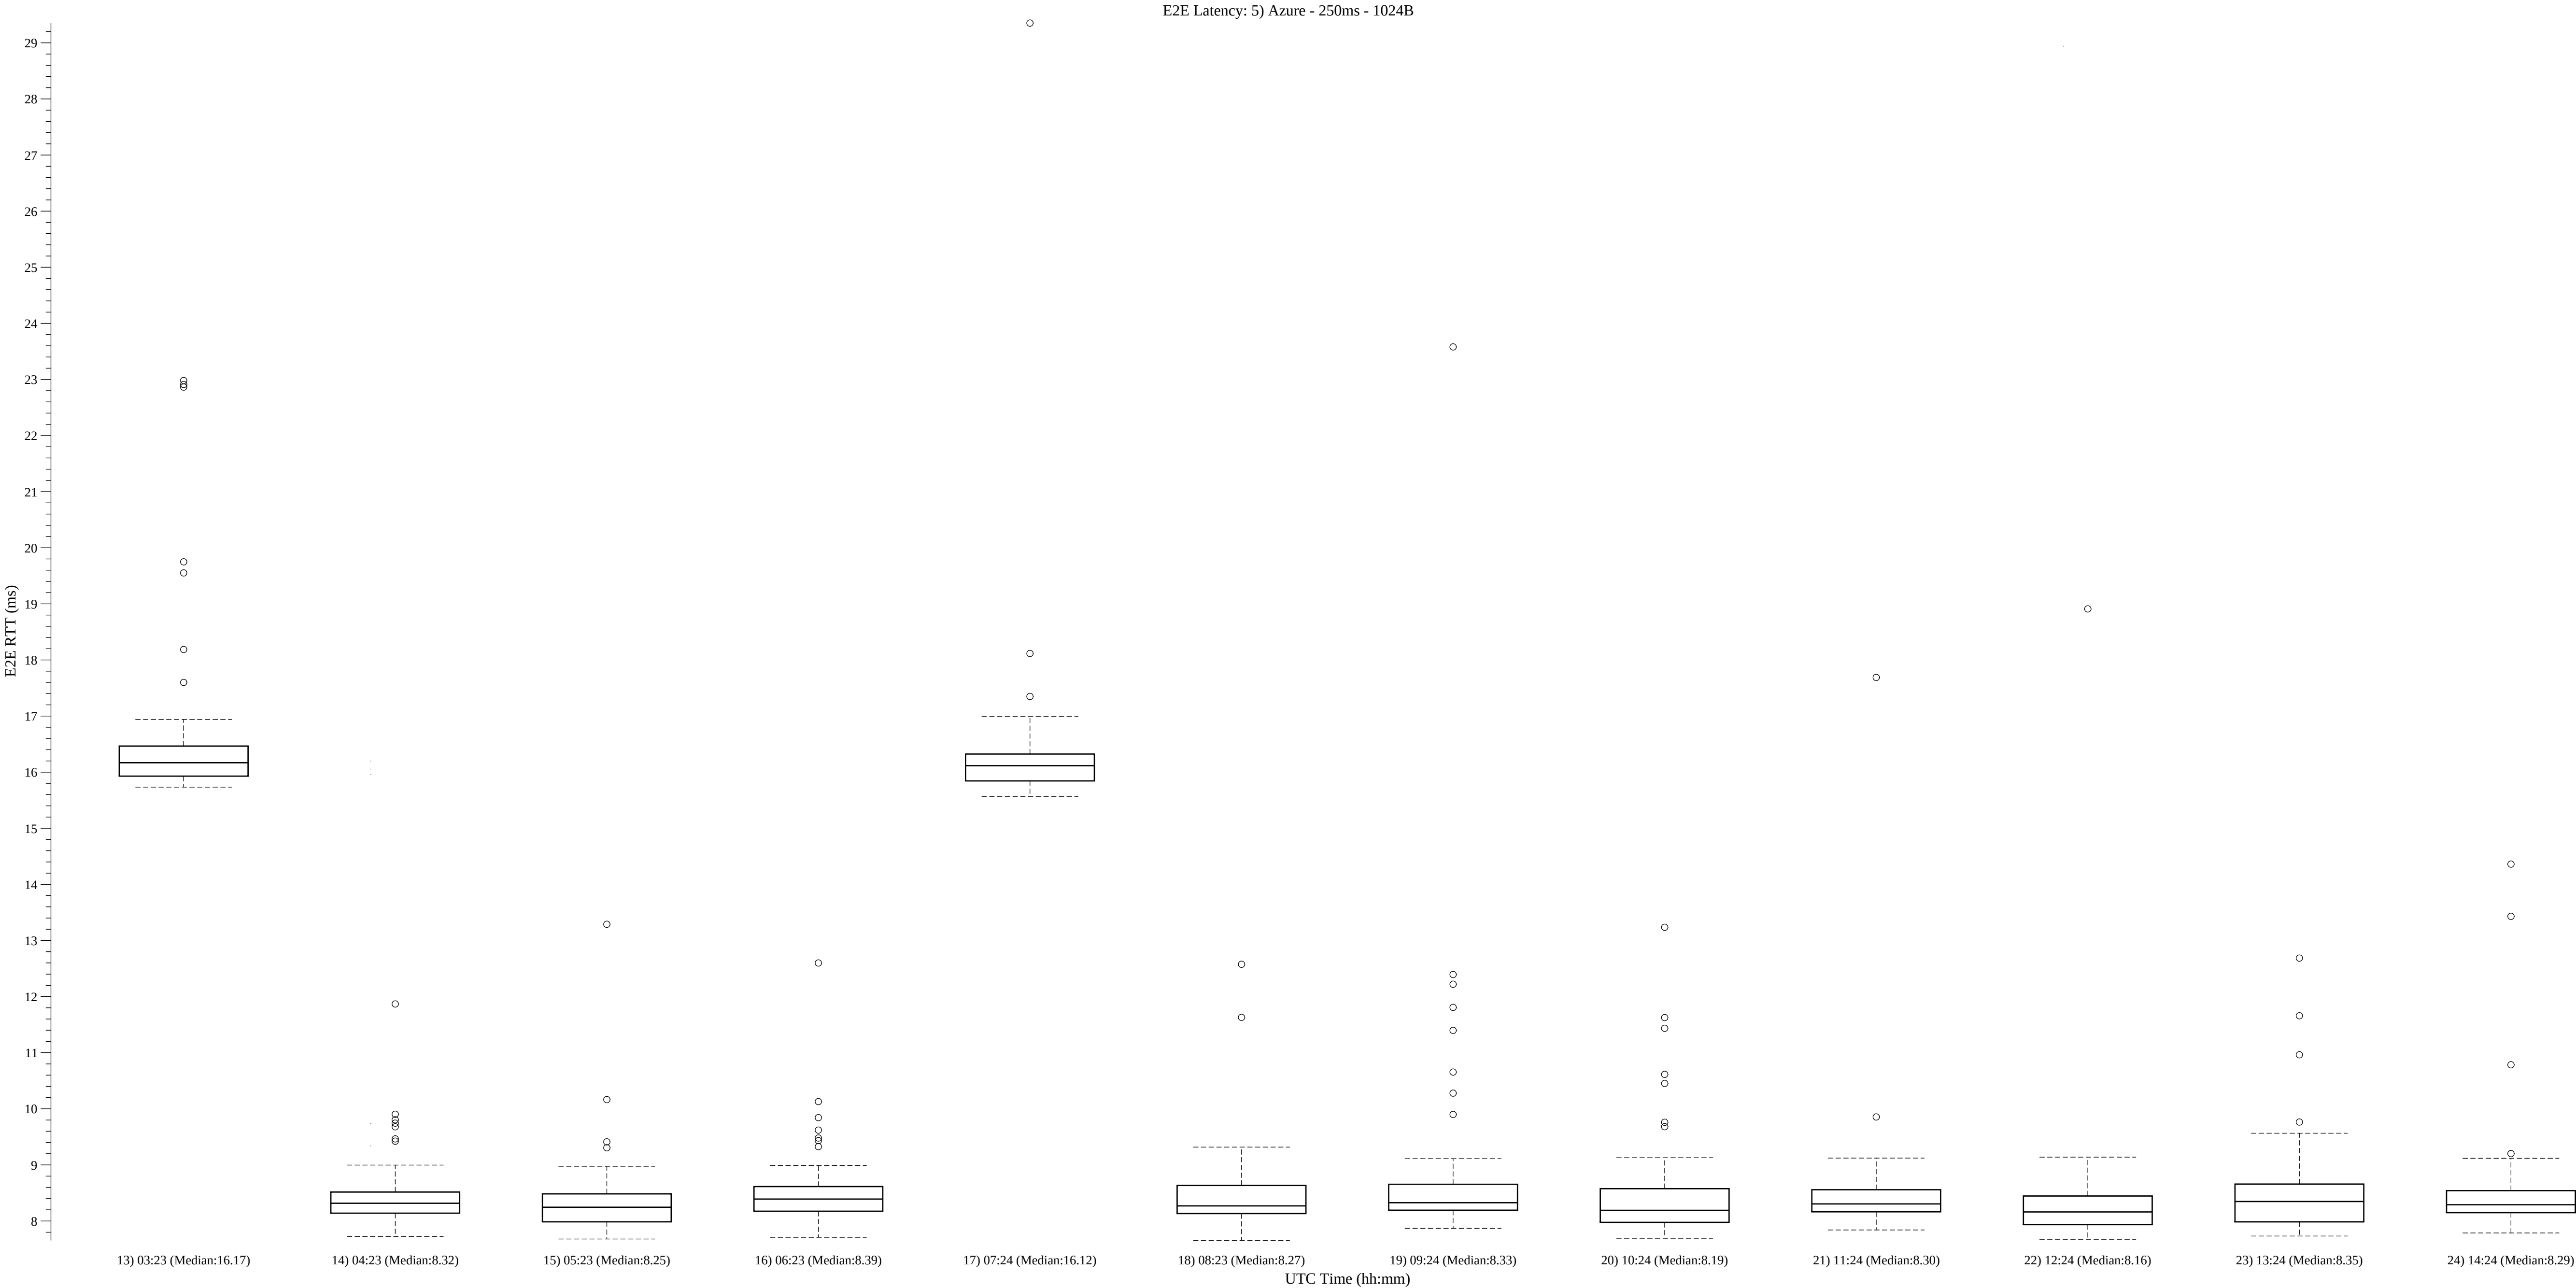 E2E Latency: 5) Azure - 250ms - 1024B
E2E RTT (ms)
29
28
27
26
25
24
23
22
21
20
19
18
17
16
15
14
13
12
11
10
9
8
13) 03:23 (Median:16.17)
14) 04:23 (Median:8.32)
15) 05:23 (Median:8.25)
16) 06:23 (Median:8.39)
17) 07:24 (Median:16.12)
18) 08:23 (Median:8.27)
19) 09:24 (Median:8.33)
20) 10:24 (Median:8.19)
21) 11:24 (Median:8.30)
22) 12:24 (Median:8.16)
23) 13:24 (Median:8.35)
24) 14:24 (Median:8.29)
UTC Time (hh:mm)